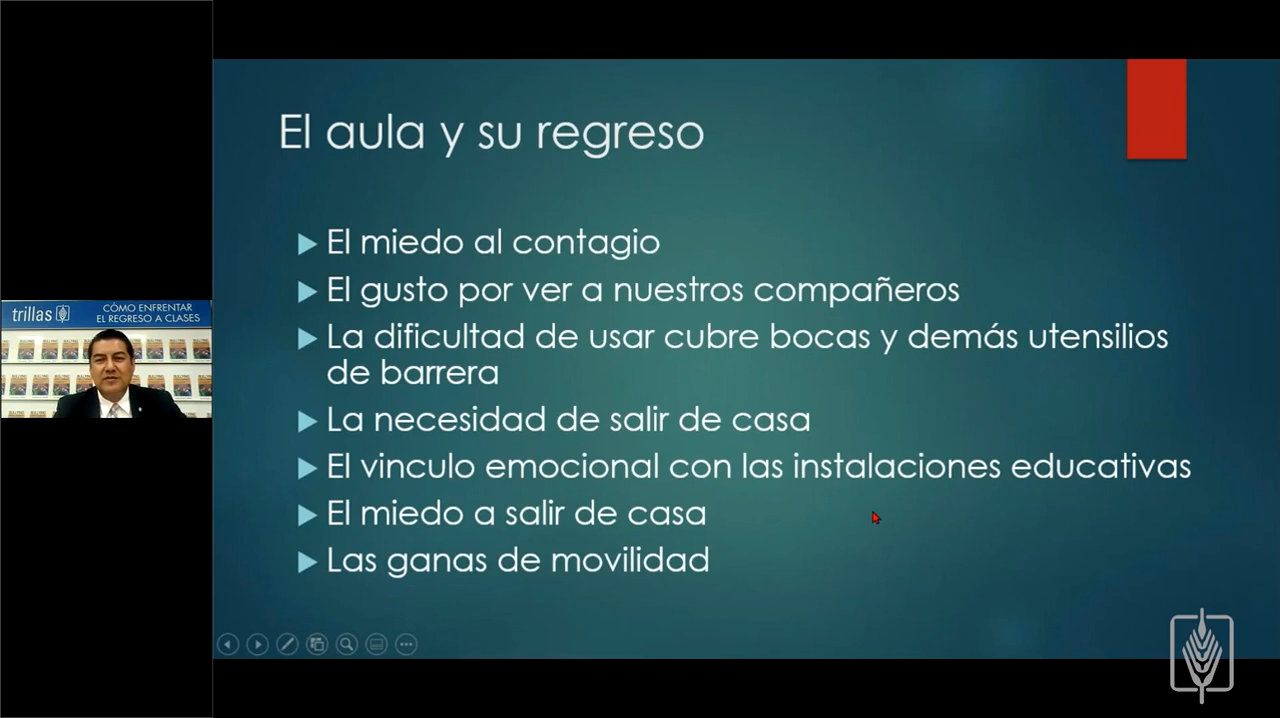 El aula y su regreso
El miedo al contagio
El gusto por ver a nuestros compañeros
La dificultad de usar cubre bocas y demás utensilios
de barrera
La necesidad de salir de casa
El vinculo emocional con las instalaciones educativas
El miedo a salir de casa
Las ganas de movilidad
trillas
CÓMO ENFRENTAR
EL REGRESO A CLASES